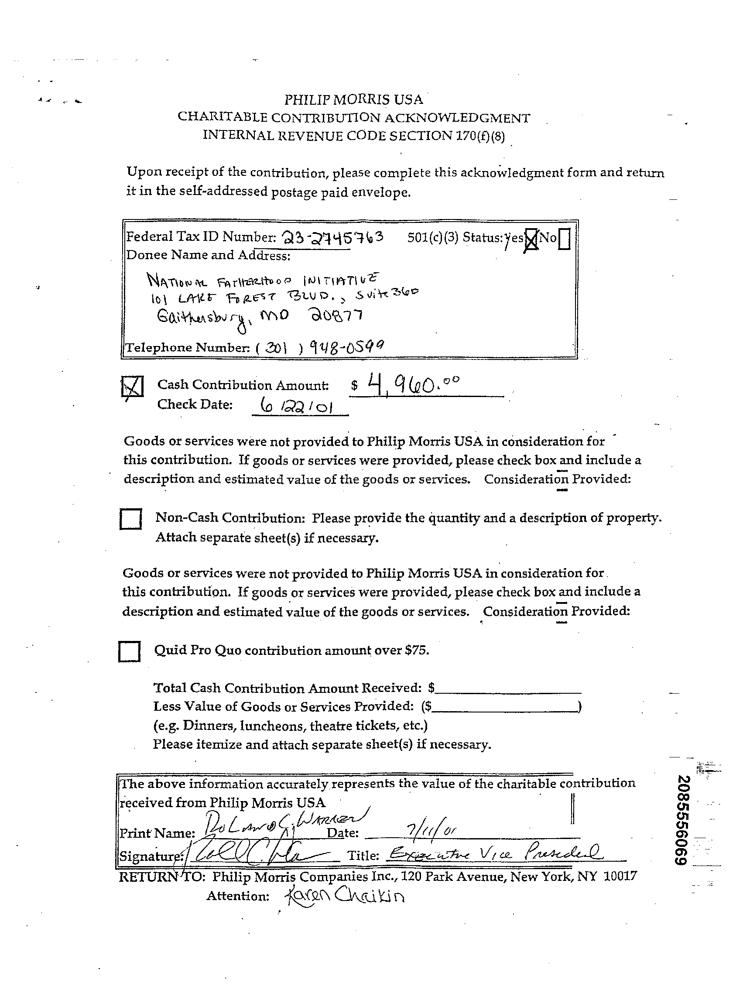 PHILIP MORRIS USA
CHARITABLE CONTRIBUTION ACKNOWLEDGMENT
INTERNAL REVENUE CODE SECTION 170(f)(8)
Upon receipt of the contribution, please complete this acknowledgment form and return
it in the self-addressed postage paid envelope.
Federal Tax ID Number: 23-2745763 501(c)(3) Status: Yes No
Donee Name and Address:
NATIONAL FATHERHOOD INITIATIVE
101 LAKE FOREST BLVD., Suite 360
Gaithersburg, MD 20877
Telephone Number: (301) 948-0599
Cash Contribution Amount: $ 4,960.00
Check Date: 6/22/01
Goods or services were not provided to Philip Morris USA in consideration for
this contribution. If goods or services were provided, please check box and include a
description and estimated value of the goods or services. Consideration Provided:
Non-Cash Contribution: Please provide the quantity and a description of property.
Attach separate sheet(s) if necessary.
Goods or services were not provided to Philip Morris USA in consideration for
this contribution. If goods or services were provided, please check box and include a
description and estimated value of the goods or services. Consideration Provided:
Quid Pro Quo contribution amount over $75.
Total Cash Contribution Amount Received: $
Less Value of Goods or Services Provided: ($ )
(e.g. Dinners, luncheons, theatre tickets, etc.)
Please itemize and attach separate sheet(s) if necessary.
The above information accurately represents the value of the charitable contribution
received from Philip Morris USA
Print Name: C. WARREN Date: 7/11/01
Signature: Title: Executive Vice President
RETURN TO: Philip Morris Companies Inc., 120 Park Avenue, New York, NY 10017
Attention: Karen Chaikin
2085556069